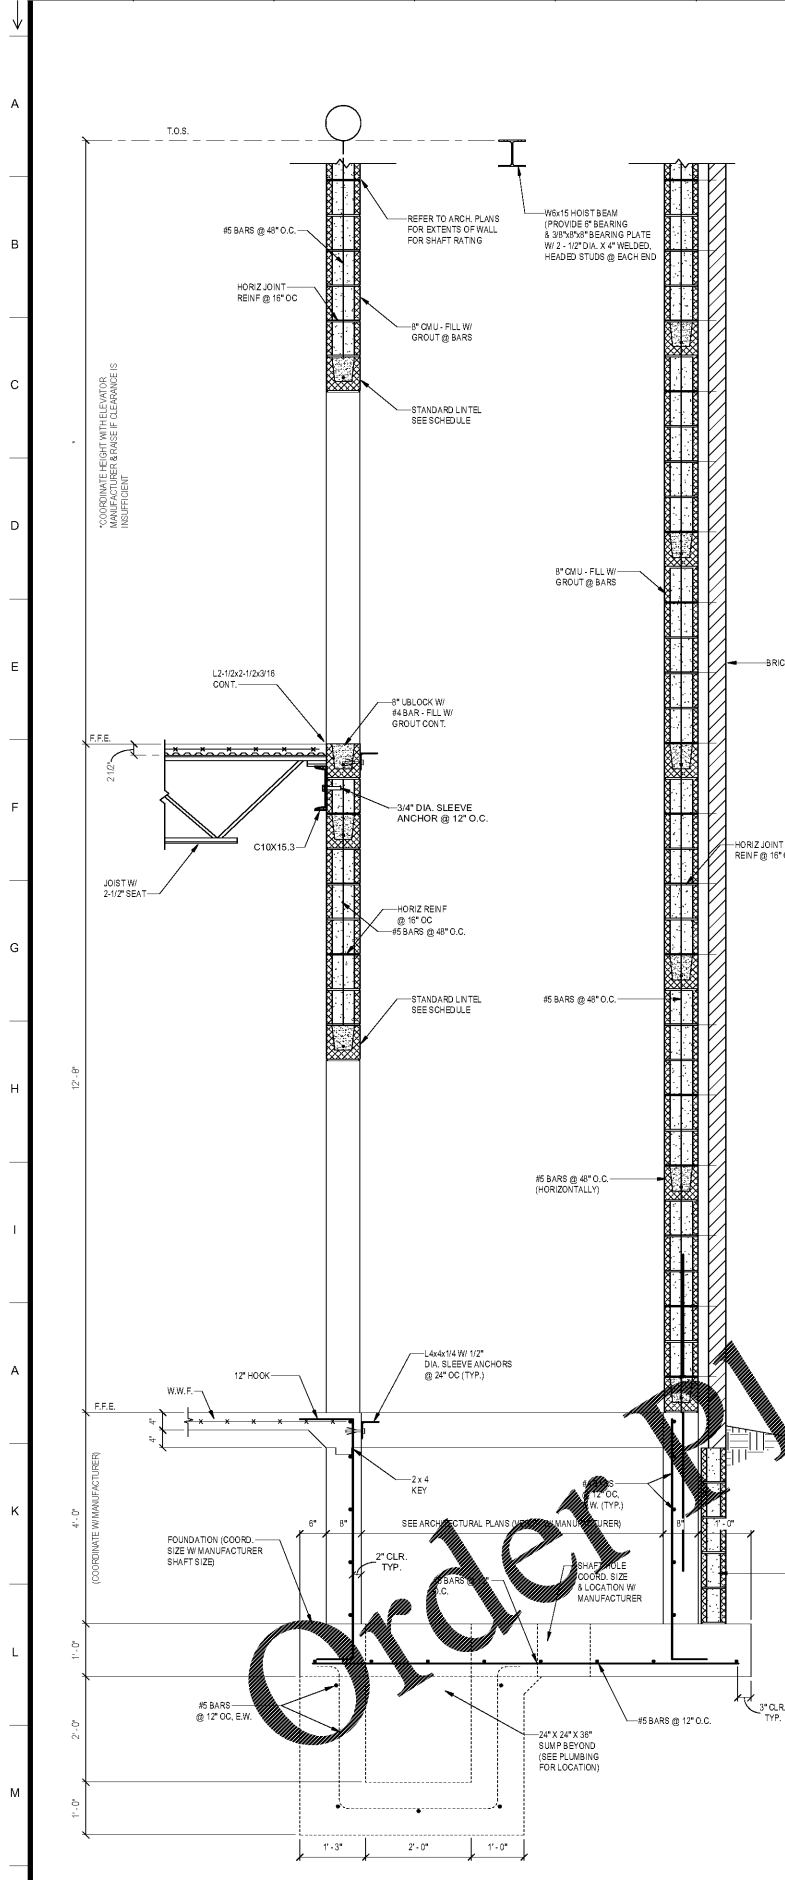 A
T.O.S.
REFER TO ARCH. PLANS
FOR EXTENTS OF WALL
FOR SHAFT RATING
W6x15 HOIST BEAM
(PROVIDE 6" BEARING
& 3/8"x8"x8" BEARING PLATE
W/ 2 - 1/2" DIA. X 4" WELDED,
HEADED STUDS @ EACH END
B
#5 BARS @ 48" O.C.
HORIZ JOINT
REINF @ 16" OC
8" CMU - FILL W/
GROUT @ BARS
C
*COORDINATE HEIGHT WITH ELEVATOR
MANUFACTURER & RAISE IF CLEARANCE IS
INSUFFICIENT
*
STANDARD LINTEL
SEE SCHEDULE
D
8" CMU - FILL W/
GROUT @ BARS
E
BRIC
L2-1/2x2-1/2x3/16
CONT.
8" UBLOCK W/
#4 BAR - FILL W/
GROUT CONT.
F.F.E.
2 1/2"
F
3/4" DIA. SLEEVE
ANCHOR @ 12" O.C.
C10X15.3
HORIZ JOINT
REINF @ 16"
JOIST W/
2-1/2" SEAT
HORIZ REINF
@ 16" OC
#5 BARS @ 48" O.C.
G
STANDARD LINTEL
SEE SCHEDULE
#5 BARS @ 48" O.C.
12' - 8"
H
#5 BARS @ 48" O.C.
(HORIZONTALLY)
I
L4x4x1/4 W/ 1/2"
DIA. SLEEVE ANCHORS
@ 24" OC (TYP.)
A
12" HOOK
W.W.F.
F.F.E.
4"
4"
2 x 4
KEY
@ 12" OC,
(TYP.)
K
4' - 0"
(COORDINATE W/ MANUFACTURER)
6"
8"
SEE ARCHITECTURAL PLANS
8"
1' - 0"
FOUNDATION (COORD.
SIZE W/ MANUFACTURER
SHAFT SIZE)
2" CLR.
TYP.
BARS @
O.C.
COORD. SIZE
& LOCATION W/
MANUFACTURER
L
1' - 0"
#5 BARS
@ 12" OC, E.W.
2' - 0"
24" X 24" X 36"
SUMP BEYOND
(SEE PLUMBING
FOR LOCATION)
#5 BARS @ 12" O.C.
3" CLR.
TYP.
M
1' - 0"
1' - 3"
2' - 0"
1' - 0"
Order Pl